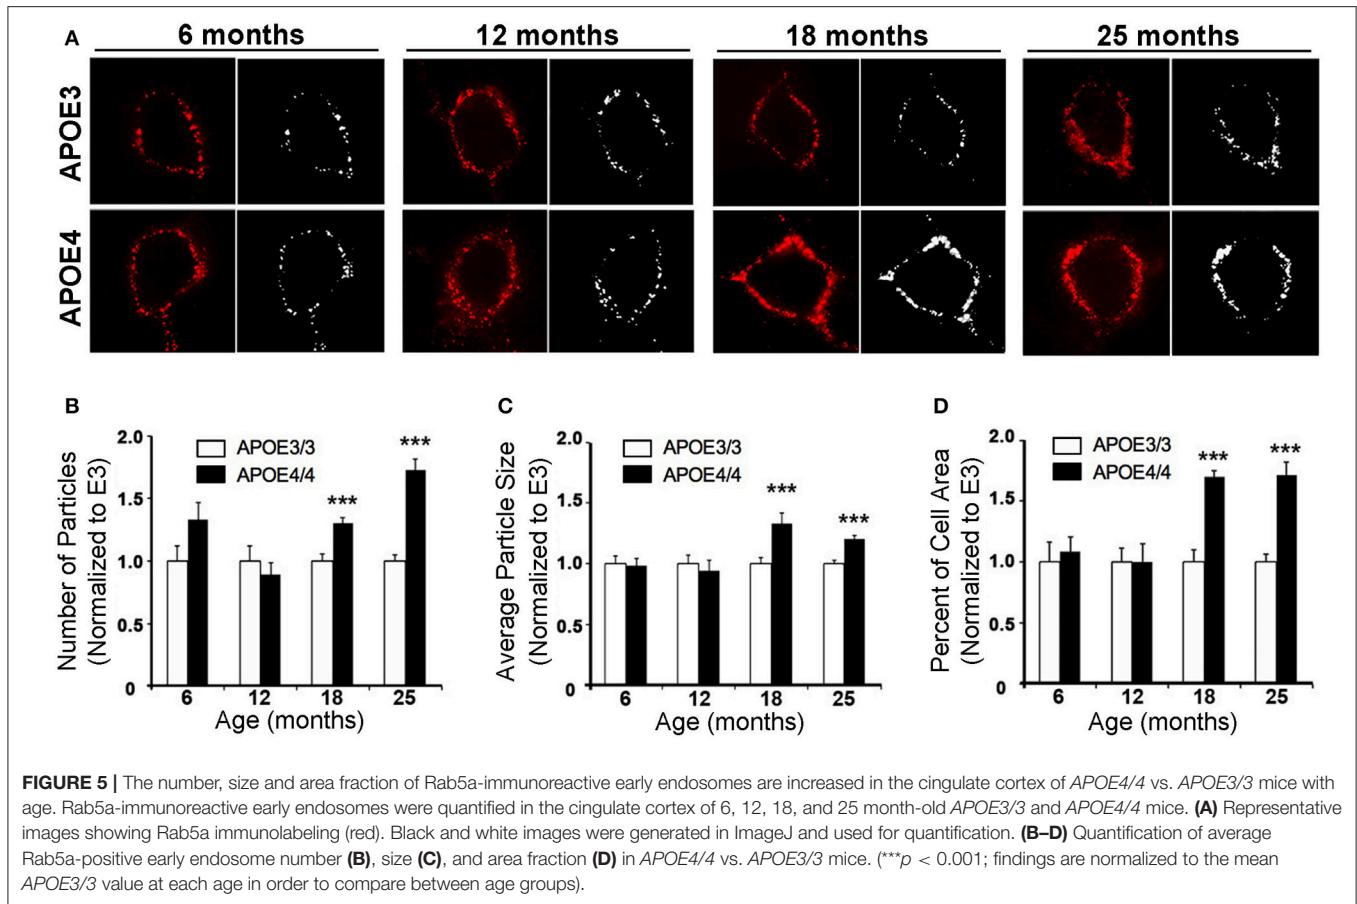 A
6 months
12 months
18 months
25 months
APOE3
APOE4
B
Number of Particles
(Normalized to E3)
2.0
1.5
1.0
0.5
0
APOE3/3
APOE4/4
***
***
6 12 18 25
Age (months)
C
Average Particle Size
(Normalized to E3)
2.0
1.5
1.0
0.5
0
APOE3/3
APOE4/4
***
***
6 12 18 25
Age (months)
D
Percent of Cell Area
(Normalized to E3)
2.0
1.5
1.0
0.5
0
APOE3/3
APOE4/4
***
***
6 12 18 25
Age (months)
FIGURE 5 | The number, size and area fraction of Rab5a-immunoreactive early endosomes are increased in the cingulate cortex of APOE4/4 vs. APOE3/3 mice with
age. Rab5a-immunoreactive early endosomes were quantified in the cingulate cortex of 6, 12, 18, and 25 month-old APOE3/3 and APOE4/4 mice. (A) Representative
images showing Rab5a immunolabeling (red). Black and white images were generated in ImageJ and used for quantification. (B–D) Quantification of average
Rab5a-positive early endosome number (B), size (C), and area fraction (D) in APOE4/4 vs. APOE3/3 mice. (***p < 0.001; findings are normalized to the mean
APOE3/3 value at each age in order to compare between age groups).